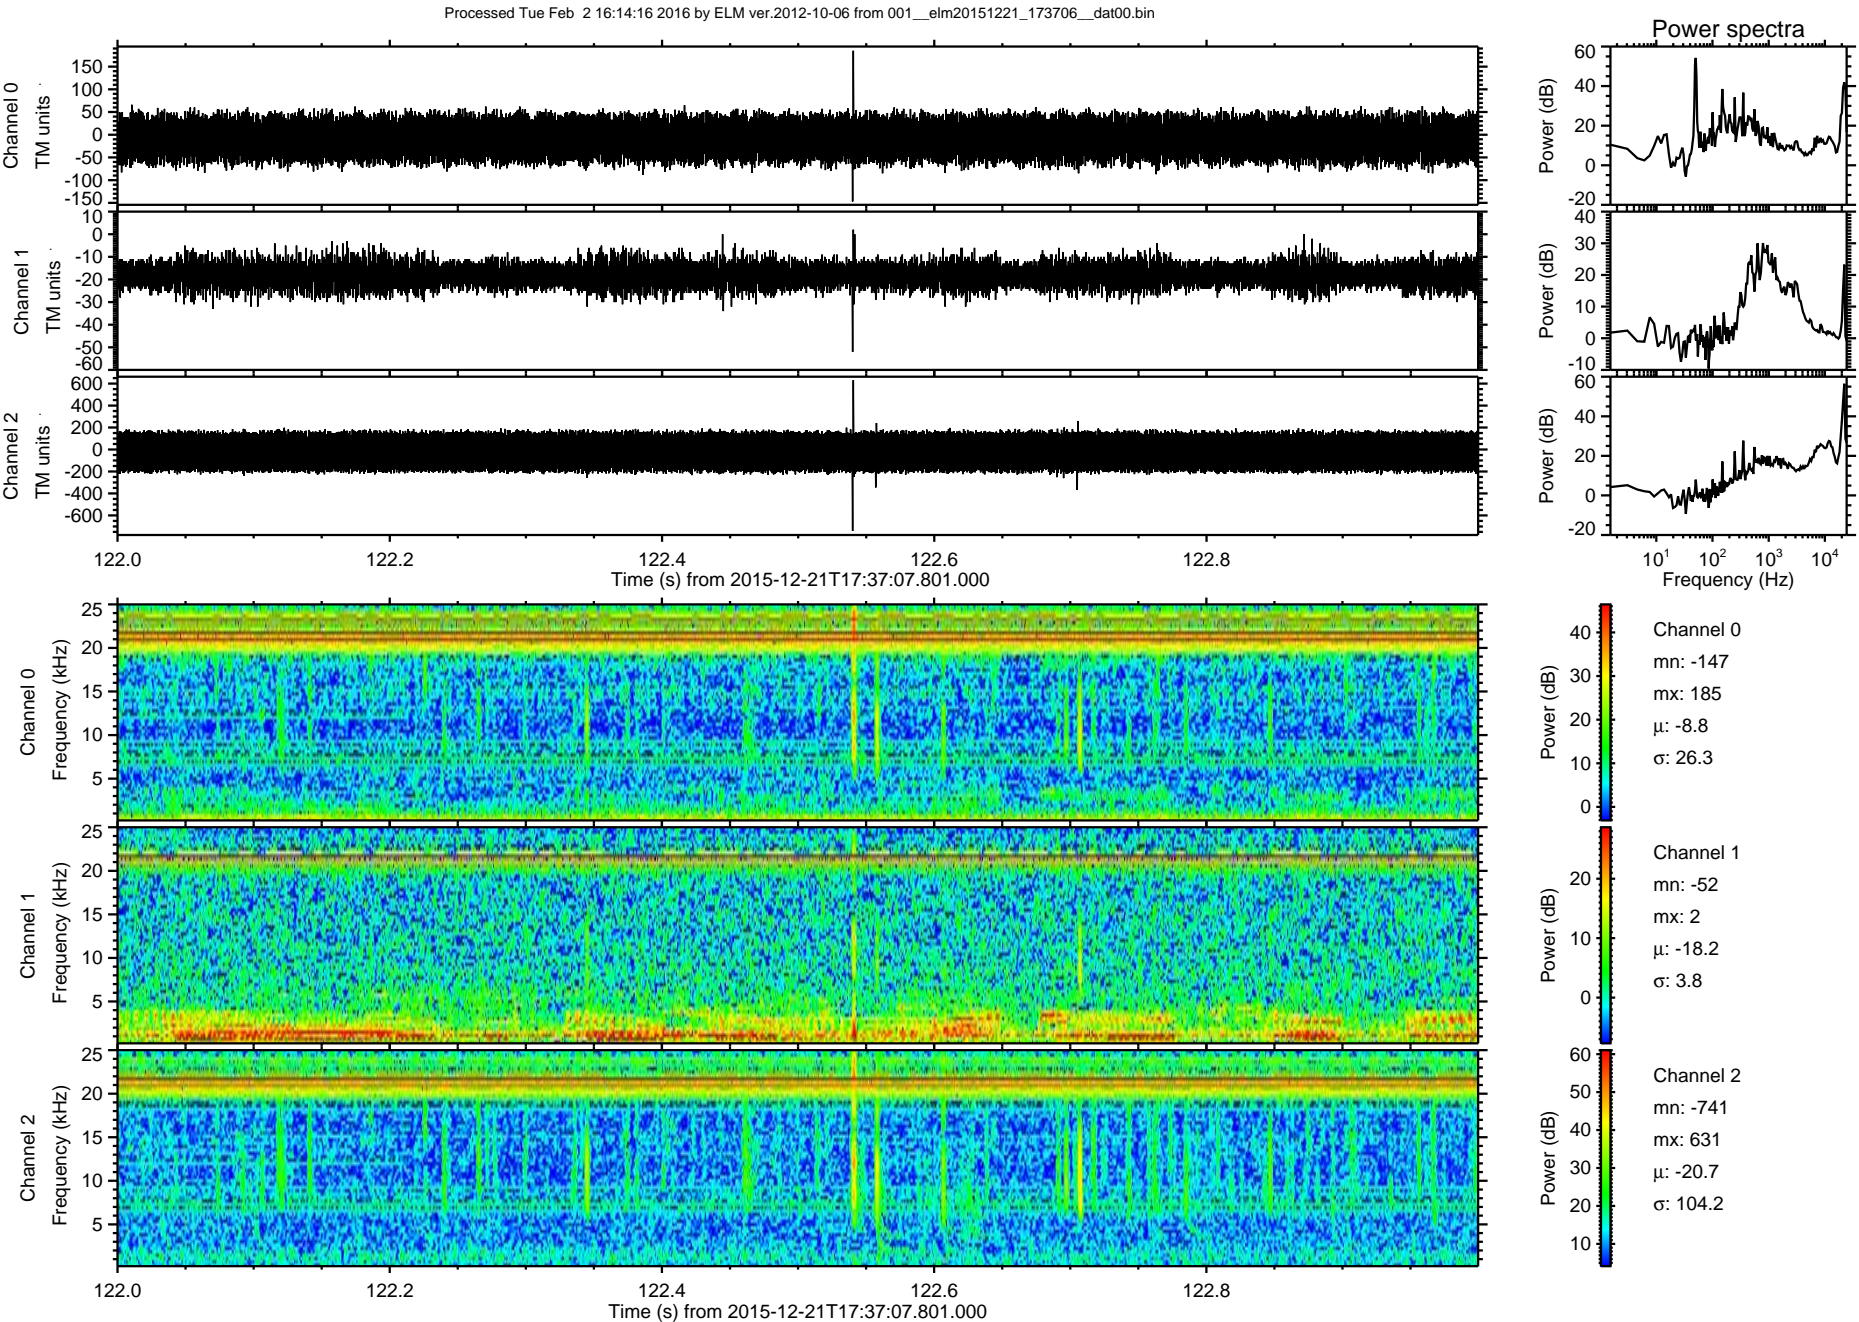 Processed Tue Feb  2 16:14:16 2016 by ELM ver.2012-10-06 from 001__elm20151221_173706__dat00.bin
Power spectra
Channel 0
TM units
150
100
50
0
-50
-100
-150
Power (dB)
60
40
20
0
-20
Channel 1
TM units
10
0
-10
-20
-30
-40
-50
-60
Power (dB)
40
30
20
10
0
-10
Channel 2
TM units
600
400
200
0
-200
-400
-600
Power (dB)
60
40
20
0
-20
122.0 122.2 122.4 122.6 122.8
Time (s) from 2015-12-21T17:37:07.801.000
10¹ 10² 10³ 10⁴
Frequency (Hz)
Channel 0
Frequency (kHz)
25
20
15
10
5
Power (dB)
40
30
20
10
0
Channel 0
mn: -147
mx: 185
μ: -8.8
σ: 26.3
Channel 1
Frequency (kHz)
25
20
15
10
5
Power (dB)
20
10
0
Channel 1
mn: -52
mx: 2
μ: -18.2
σ: 3.8
Channel 2
Frequency (kHz)
25
20
15
10
5
Power (dB)
60
50
40
30
20
10
Channel 2
mn: -741
mx: 631
μ: -20.7
σ: 104.2
122.0 122.2 122.4 122.6 122.8
Time (s) from 2015-12-21T17:37:07.801.000